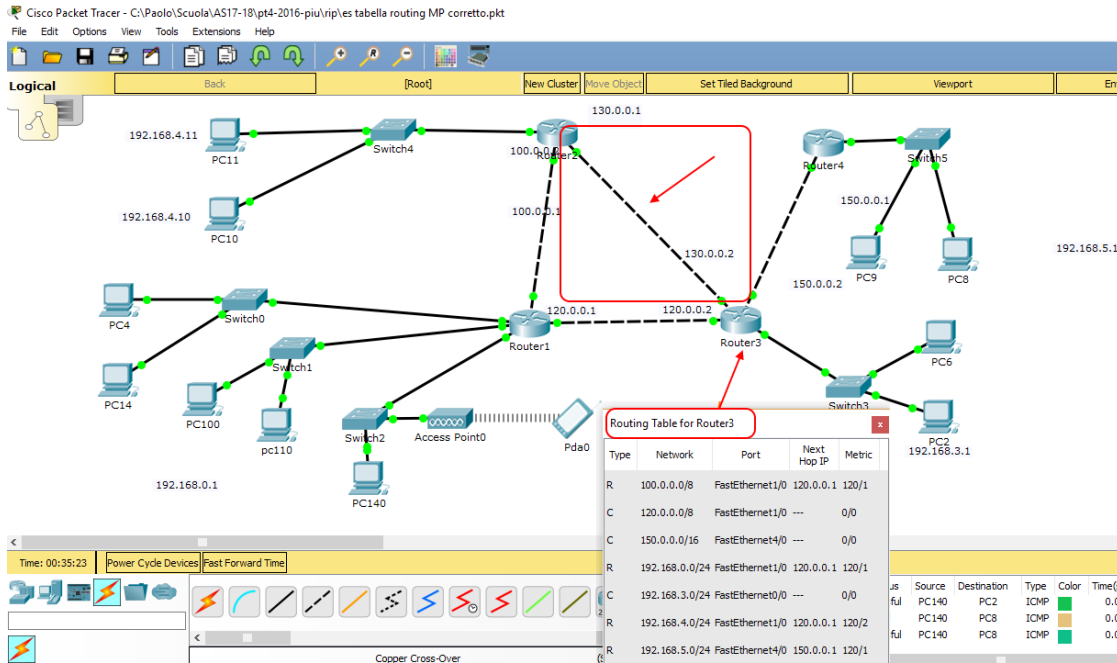 Cisco Packet Tracer - C:\Paolo\Scuola\AS17-18\pt4-2016-piu\rip\es tabella routing MP corretto.pkt
File Edit Options View Tools Extensions Help
Logical Back [Root] New Cluster Move Object Set Tiled Background Viewport En
130.0.0.1
192.168.4.11
PC11
Switch4
100.0.0.2
Router2
Router4
Switch5
192.168.4.10
PC10
100.0.0.1
150.0.0.1
130.0.0.2
PC9
PC8
192.168.5.1
150.0.0.2
PC4
Switch0
120.0.0.1
120.0.0.2
Router1
Router3
PC6
PC14
Switch1
PC100
pc110
Switch2
Access Point0
Pda0
Switch3
PC2
192.168.3.1
192.168.0.1
PC140
Routing Table for Router3 x
Type Network Port Next Hop IP Metric
R 100.0.0.0/8 FastEthernet1/0 120.0.0.1 120/1
C 120.0.0.0/8 FastEthernet1/0 --- 0/0
C 150.0.0.0/16 FastEthernet4/0 --- 0/0
R 192.168.0.0/24 FastEthernet1/0 120.0.0.1 120/1
C 192.168.3.0/24 FastEthernet0/0 --- 0/0
R 192.168.4.0/24 FastEthernet1/0 120.0.0.1 120/2
R 192.168.5.0/24 FastEthernet4/0 150.0.0.1 120/1
Time: 00:35:23 Power Cycle Devices Fast Forward Time
us Source Destination Type Color Time(
ful PC140 PC2 ICMP 0.0
PC140 PC8 ICMP 0.0
ful PC140 PC8 ICMP 0.0
Copper Cross-Over